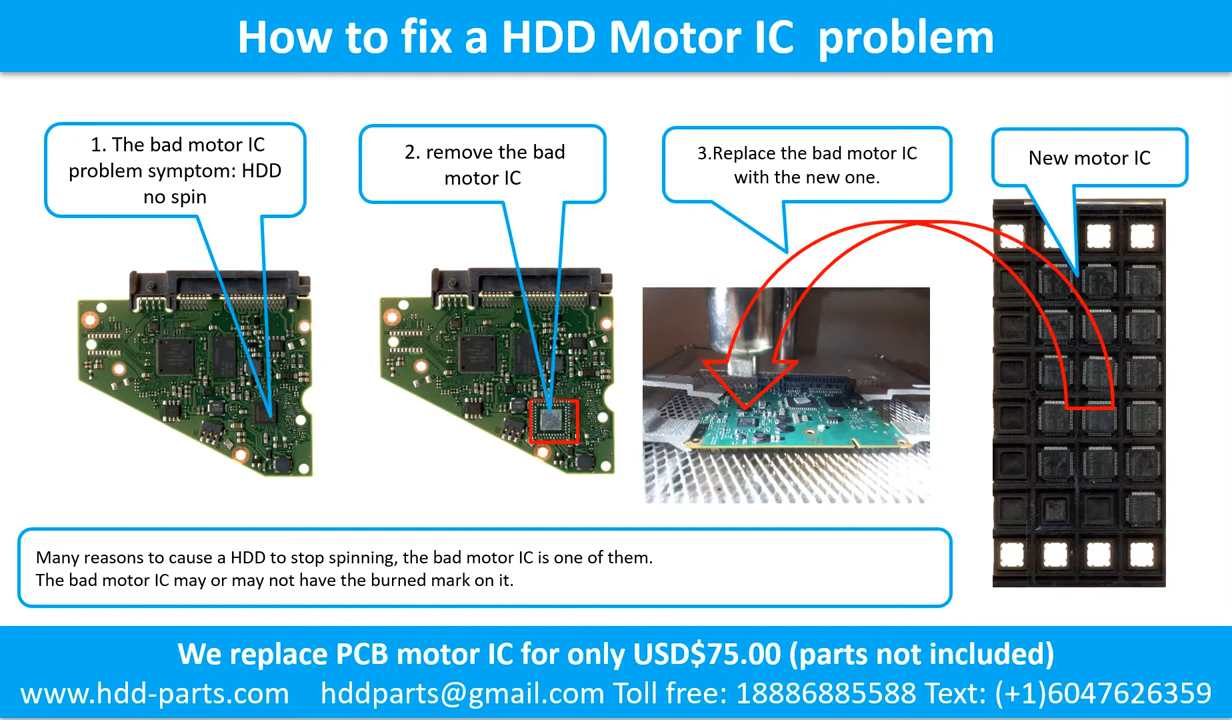 How to fix a HDD Motor IC  problem
1. The bad motor IC
problem symptom: HDD
no spin
2. remove the bad
motor IC
3.Replace the bad motor IC
with the new one.
New motor IC
Many reasons to cause a HDD to stop spinning, the bad motor IC is one of them.
The bad motor IC may or may not have the burned mark on it.
We replace PCB motor IC for only USD$75.00 (parts not included)
www.hdd-parts.com    hddparts@gmail.com Toll free: 18886885588 Text: (+1)6047626359